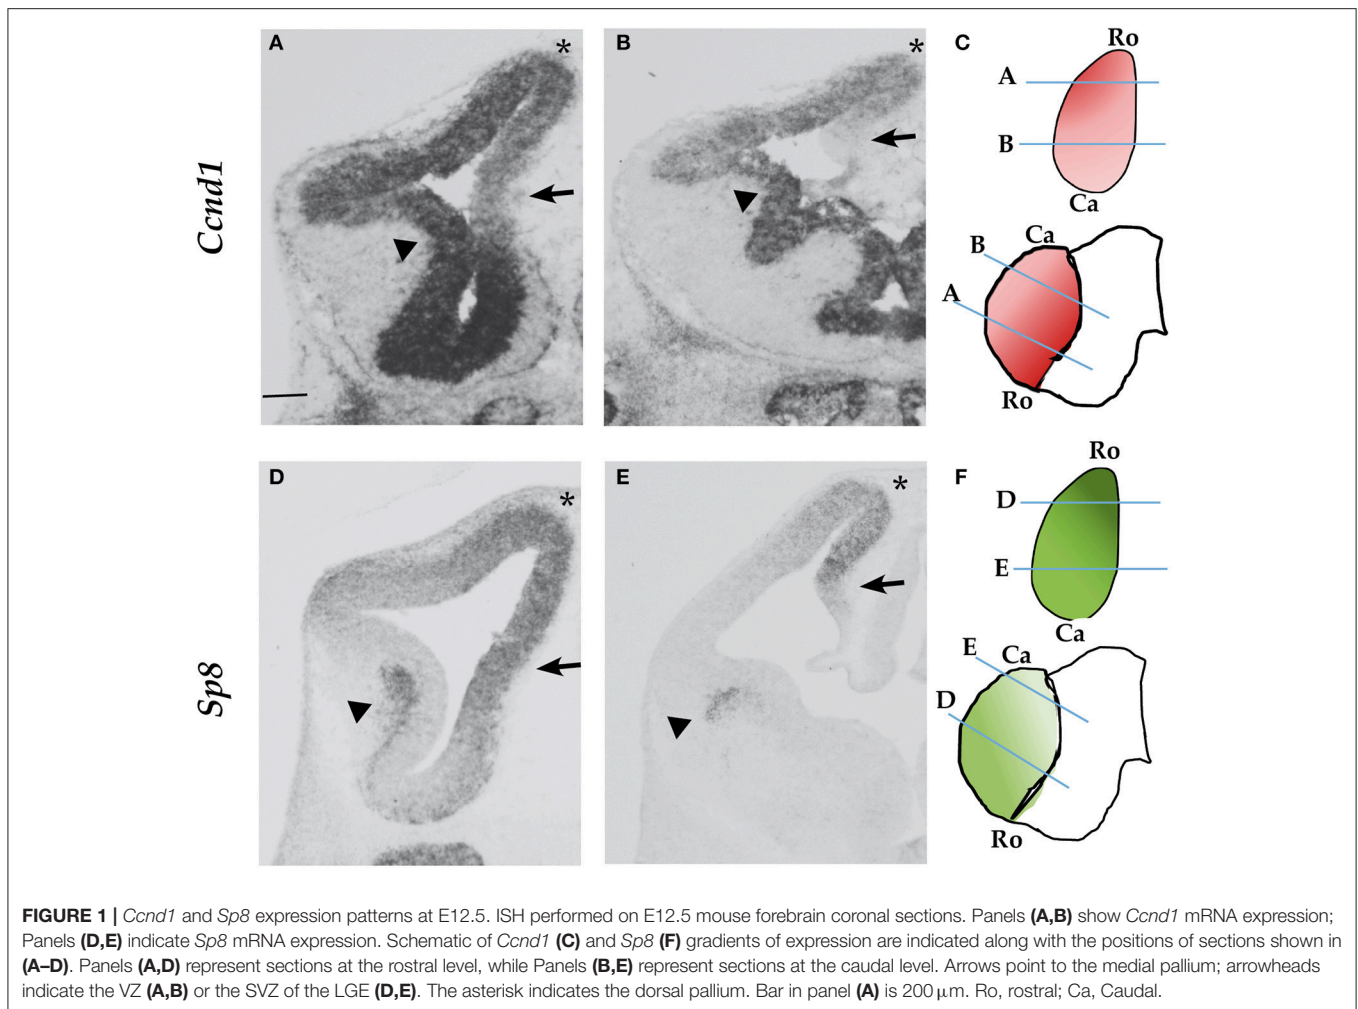 A
*
B
*
C
Ro
A
B
Ca
Ccnd1
B
Ca
A
Ro
D
*
E
*
F
Ro
D
E
Ca
Sp8
E
Ca
D
Ro
FIGURE 1 | Ccnd1 and Sp8 expression patterns at E12.5. ISH performed on E12.5 mouse forebrain coronal sections. Panels (A,B) show Ccnd1 mRNA expression;
Panels (D,E) indicate Sp8 mRNA expression. Schematic of Ccnd1 (C) and Sp8 (F) gradients of expression are indicated along with the positions of sections shown in
(A–D). Panels (A,D) represent sections at the rostral level, while Panels (B,E) represent sections at the caudal level. Arrows point to the medial pallium; arrowheads
indicate the VZ (A,B) or the SVZ of the LGE (D,E). The asterisk indicates the dorsal pallium. Bar in panel (A) is 200 μm. Ro, rostral; Ca, Caudal.